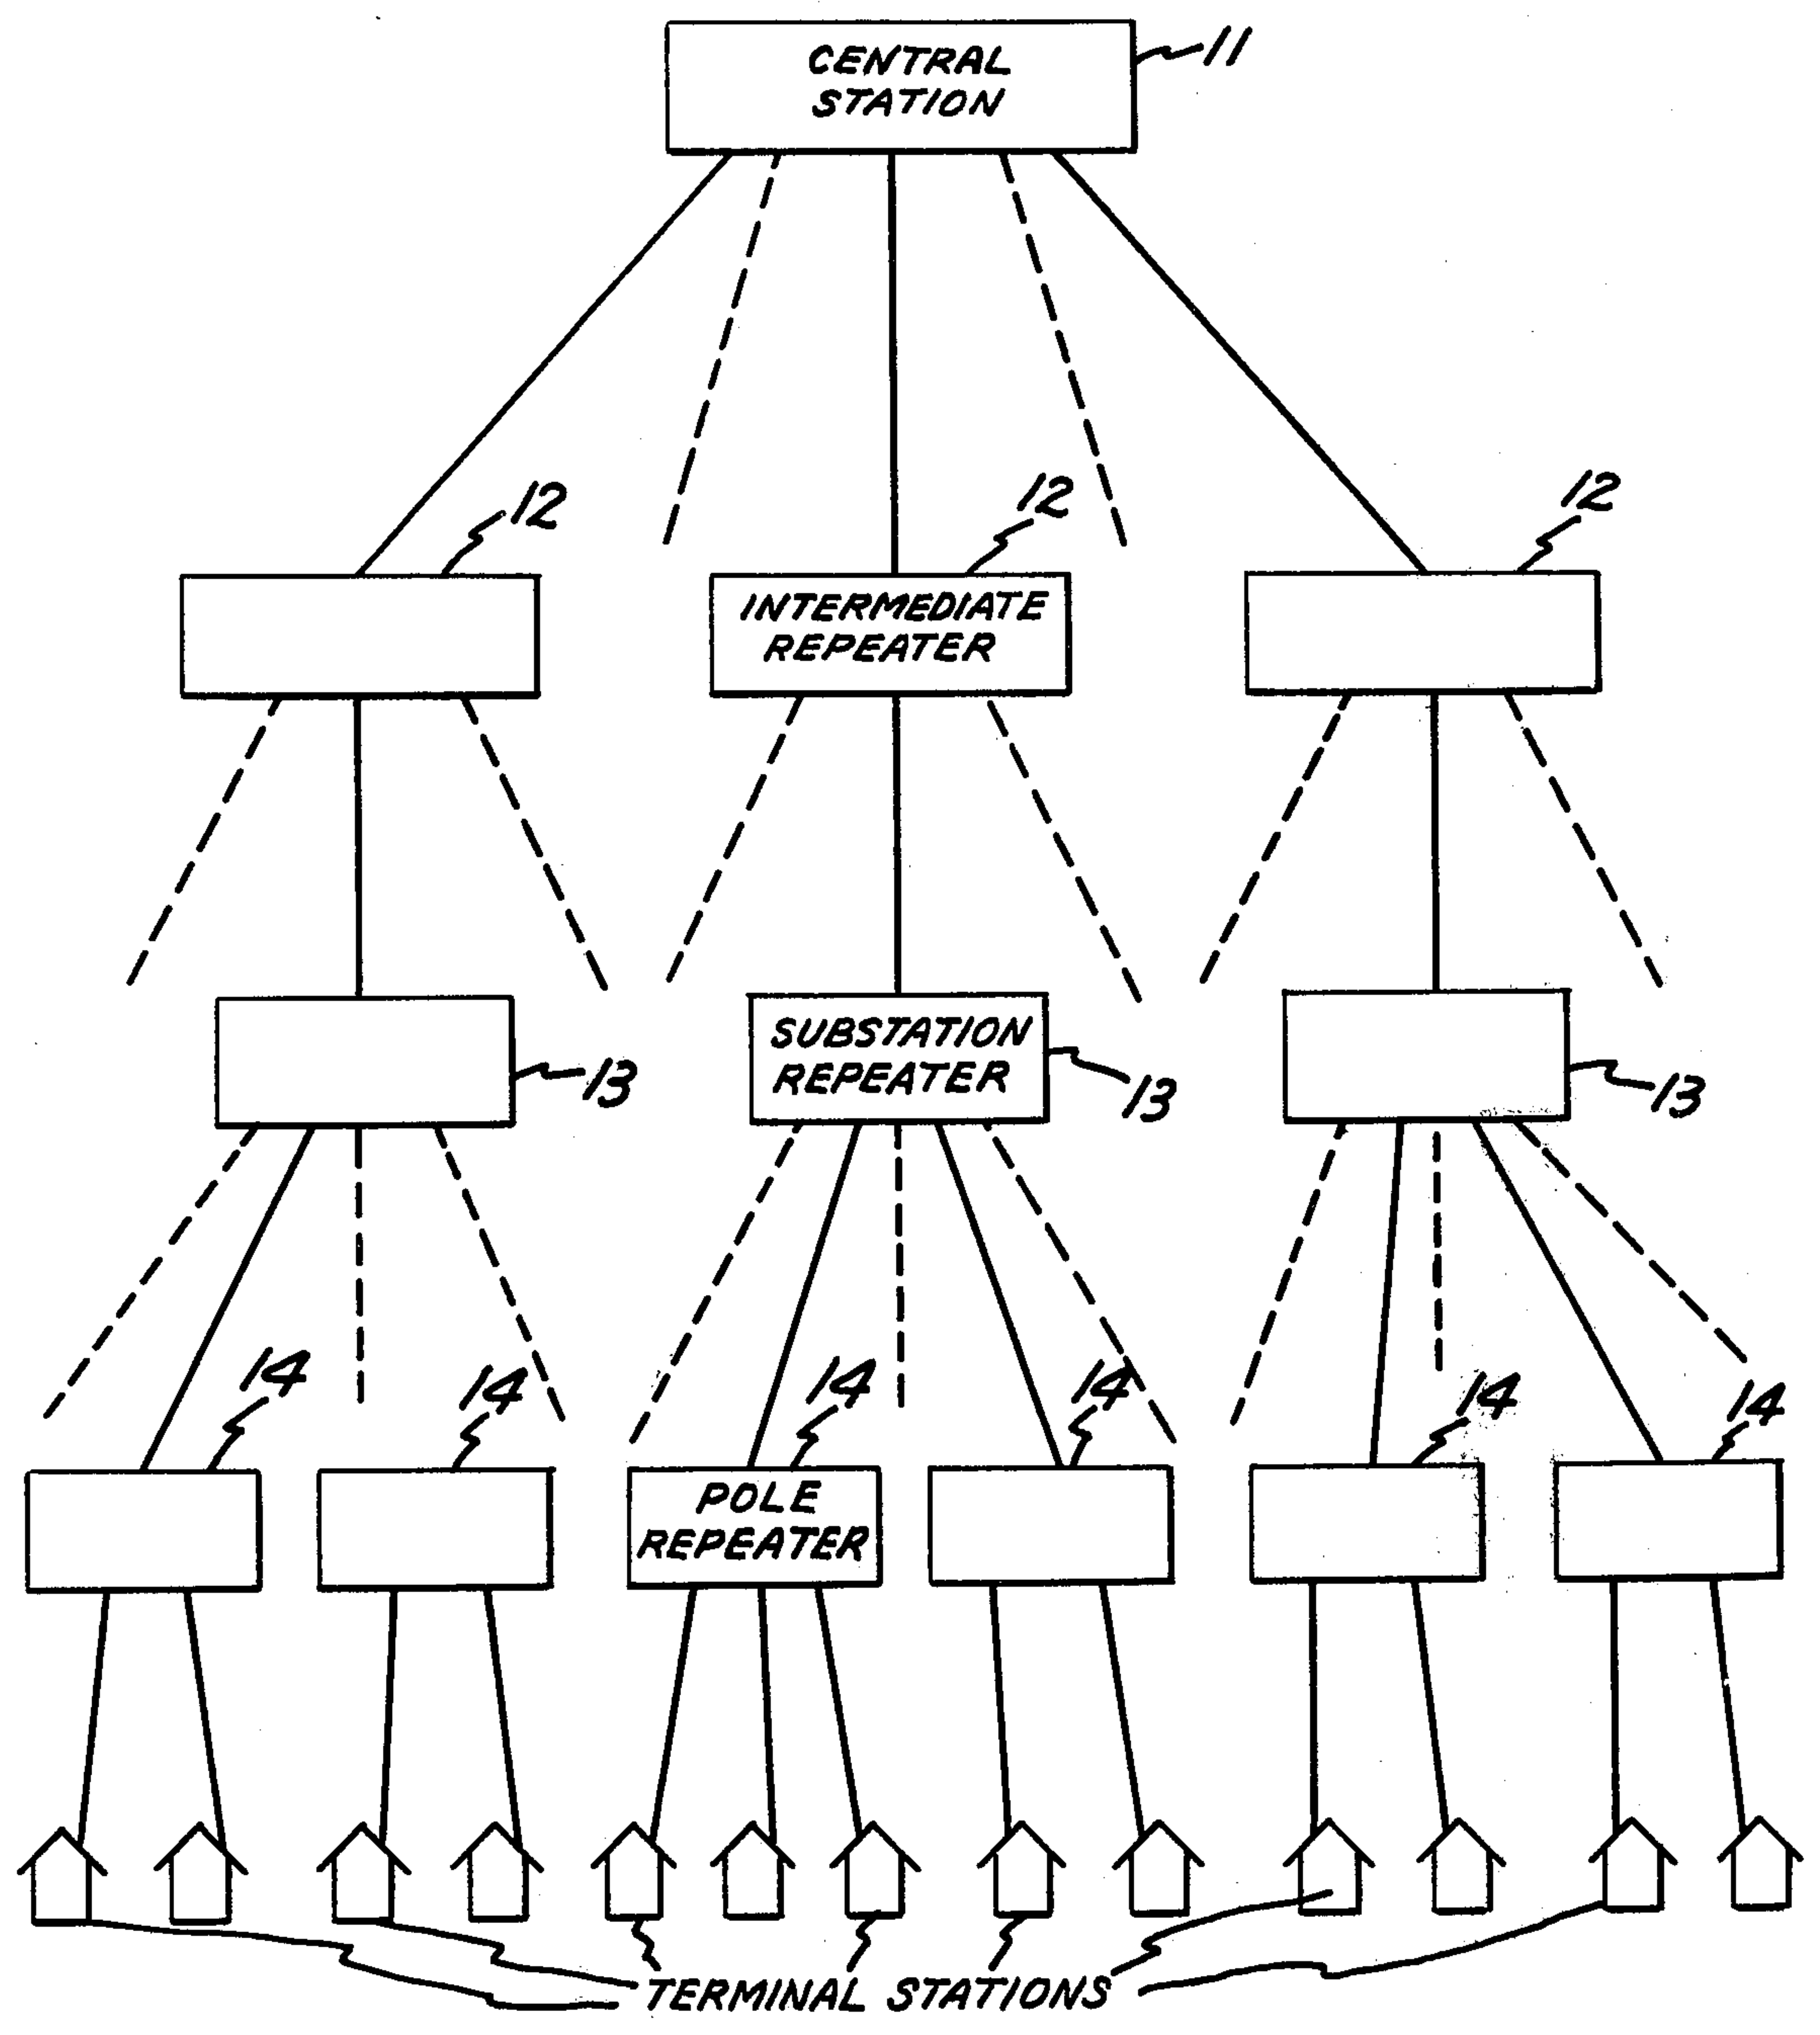 CENTRAL
STATION
11
12
12
12
INTERMEDIATE
REPEATER
SUBSTATION
REPEATER
13
13
13
14
14
14
14
14
14
POLE
REPEATER
TERMINAL STATIONS